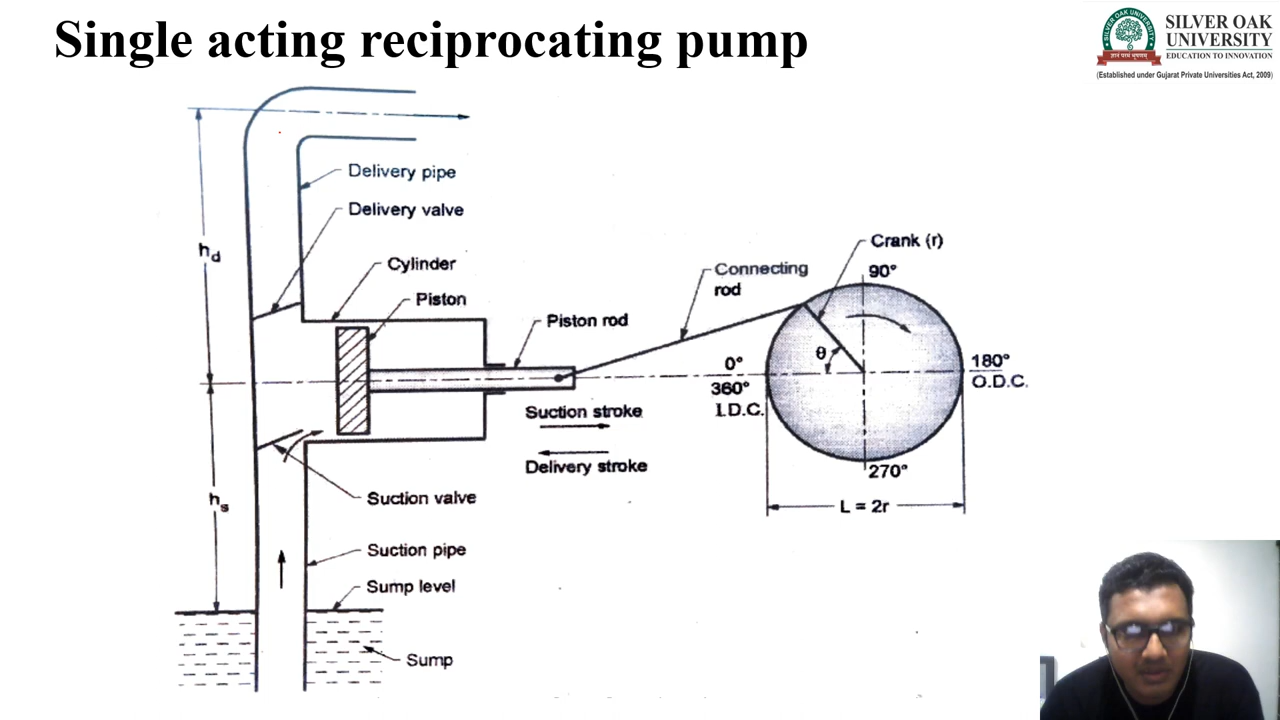 Single acting reciprocating pump
SILVER OAK
UNIVERSITY
EDUCATION TO INNOVATION
(Established under Gujarat Private Universities Act, 2009)
Delivery pipe
Delivery valve
hd
Cylinder
Piston
Piston rod
Connecting
rod
Crank (r)
90°
θ
0°
360°
I.D.C.
180°
O.D.C.
270°
Suction stroke
Delivery stroke
L = 2r
hs
Suction valve
Suction pipe
Sump level
Sump